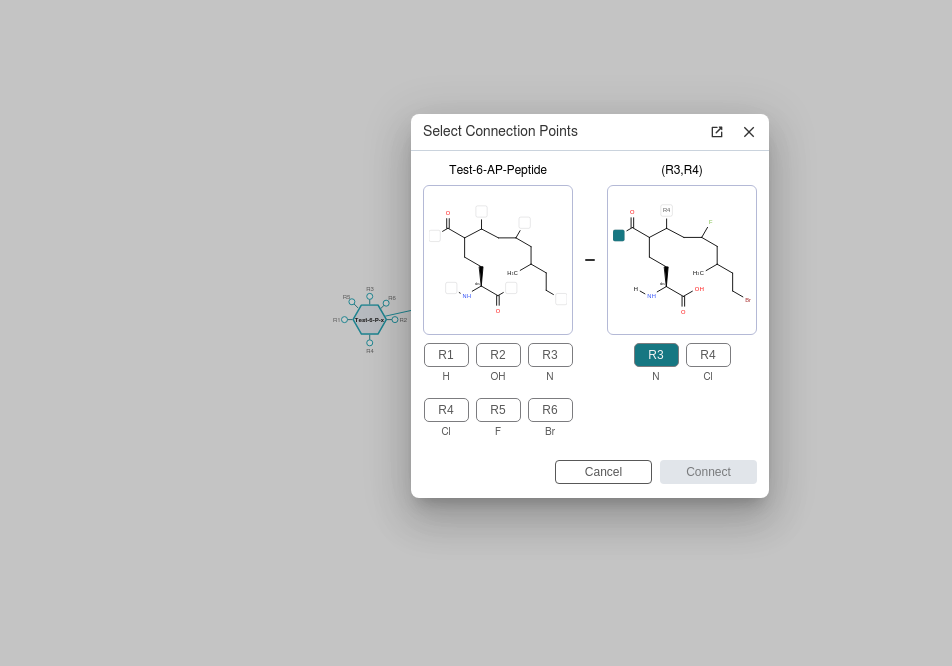 Select Connection Points
Test-6-AP-Peptide
(R3,R4)
O
H₃C
NH
O
O
R4
F
H₃C
H
NH
OH
O
Br
R1
R2
R3
H
OH
N
R4
R5
R6
Cl
F
Br
R3
R4
N
Cl
Cancel
Connect
R3
R5
R6
R1
Test-6-P-x
R2
R4